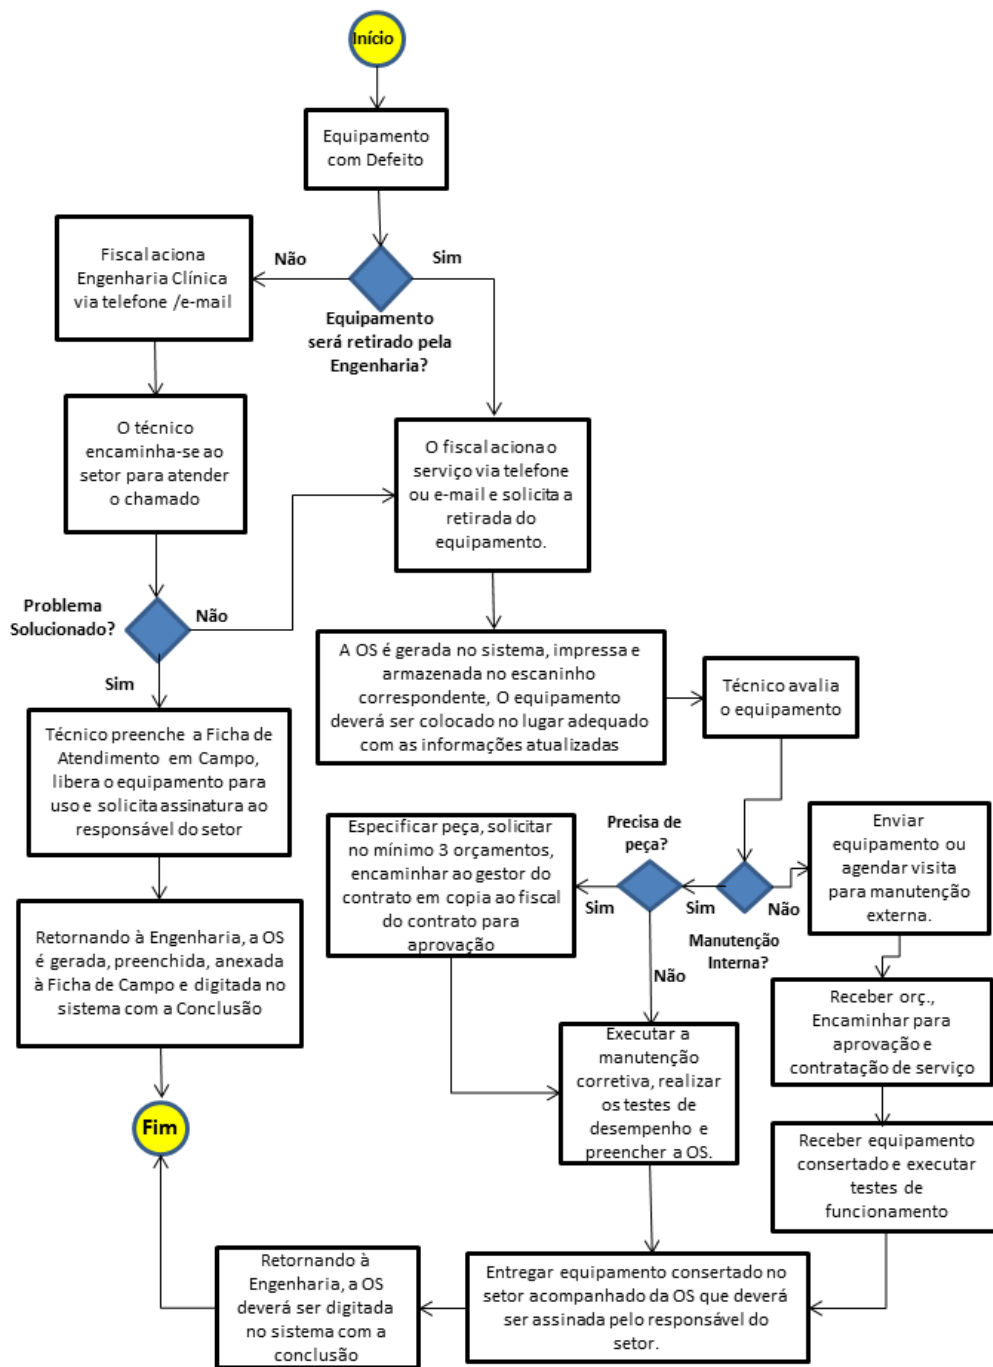 Início
Equipamento
com Defeito
Não
Sim
Equipamento
será retirado pela
Engenharia?
Fiscal aciona
Engenharia Clínica
via telefone /e-mail
O técnico
encaminha-se ao
setor para atender
o chamado
O fiscal aciona o
serviço via telefone
ou e-mail e solicita a
retirada do
equipamento.
Problema
Solucionado?
Não
Sim
A OS é gerada no sistema, impressa e
armazenada no escaninho
correspondente, O equipamento
deverá ser colocado no lugar adequado
com as informações atualizadas
Técnico avalia
o equipamento
Técnico preenche a Ficha de
Atendimento em Campo,
libera o equipamento para
uso e solicita assinatura ao
responsável do setor
Especificar peça, solicitar
no mínimo 3 orçamentos,
encaminhar ao gestor do
contrato em copia ao fiscal
do contrato para
aprovação
Precisa de
peça?
Sim
Sim
Não
Manutenção
Interna?
Não
Enviar
equipamento ou
agendar visita
para manutenção
externa.
Retornando à Engenharia, a OS
é gerada, preenchida, anexada
à Ficha de Campo e digitada no
sistema com a Conclusão
Receber orç.,
Encaminhar para
aprovação e
contratação de serviço
Executar a
manutenção
corretiva, realizar
os testes de
desempenho e
preencher a OS.
Fim
Receber equipamento
consertado e executar
testes de
funcionamento
Retornando à
Engenharia, a OS
deverá ser digitada
no sistema com a
conclusão
Entregar equipamento consertado no
setor acompanhado da OS que deverá
ser assinada pelo responsável do
setor.